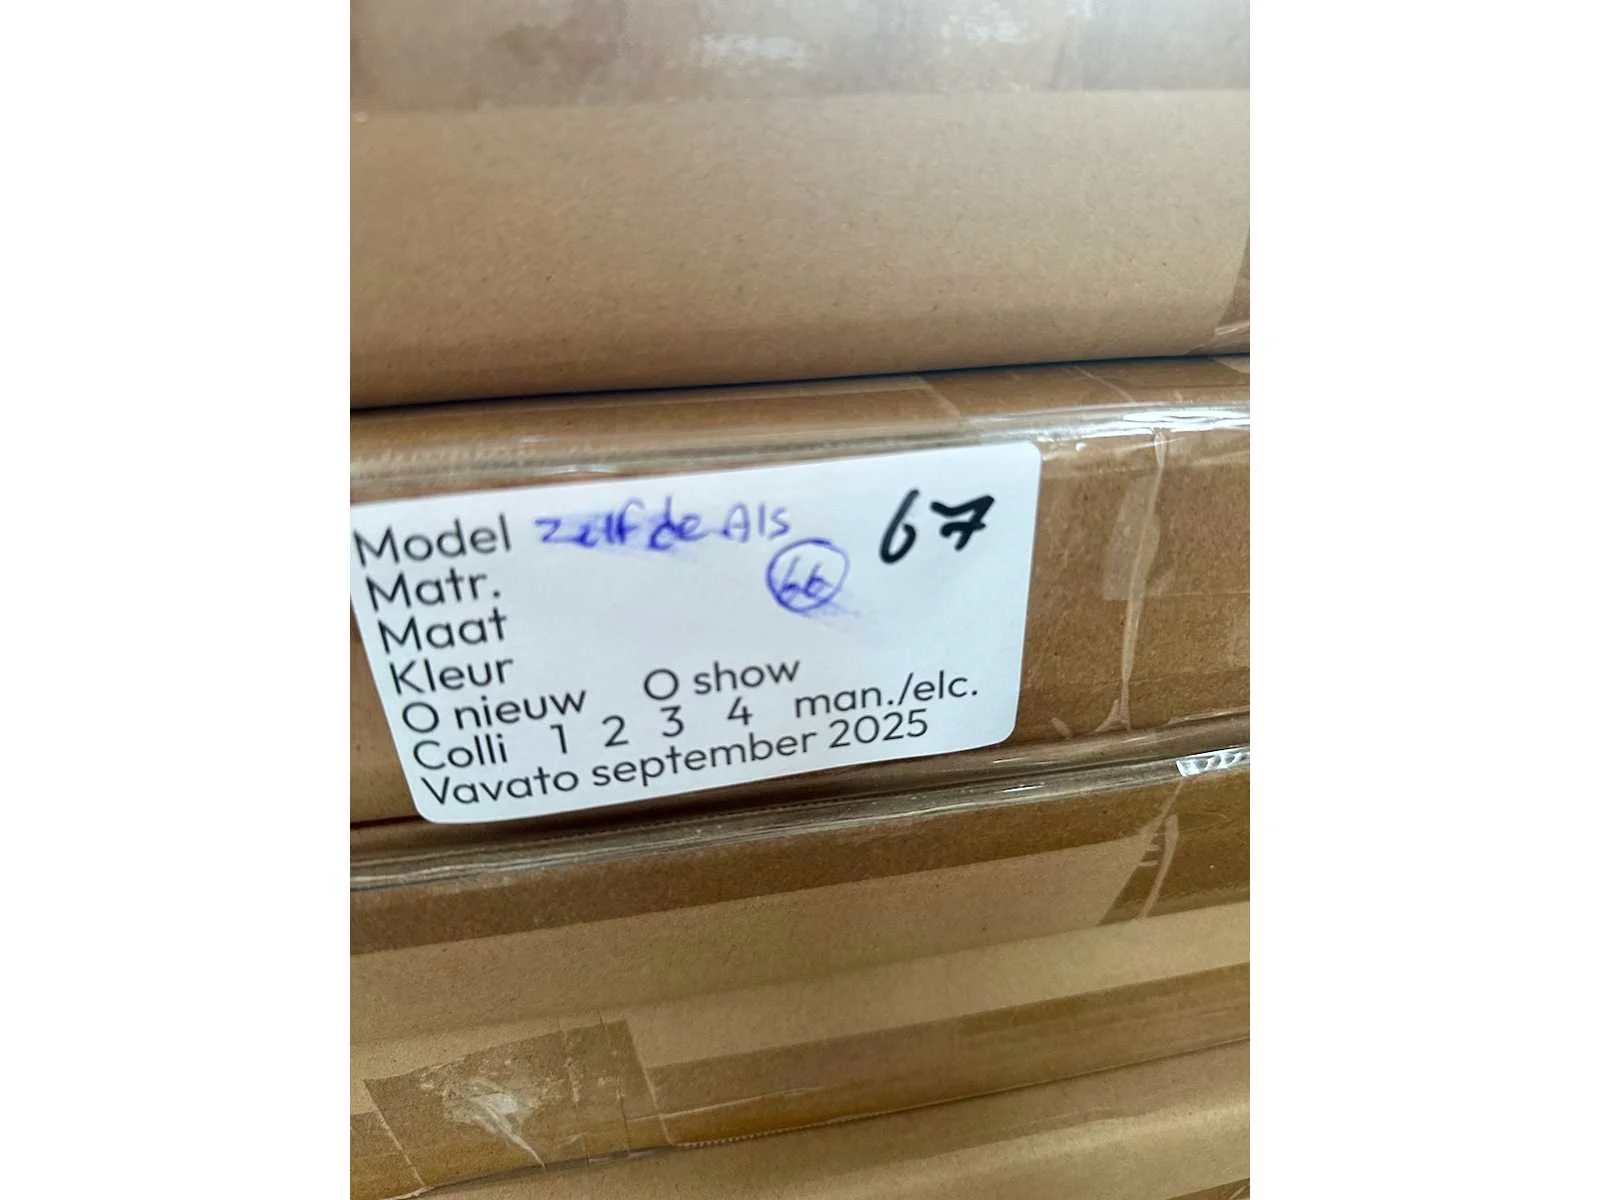 Model zelfde Als 67
66
Matr.
Maat
Kleur
O nieuw O show
Colli 1 2 3 4 man./elc.
Vavato september 2025